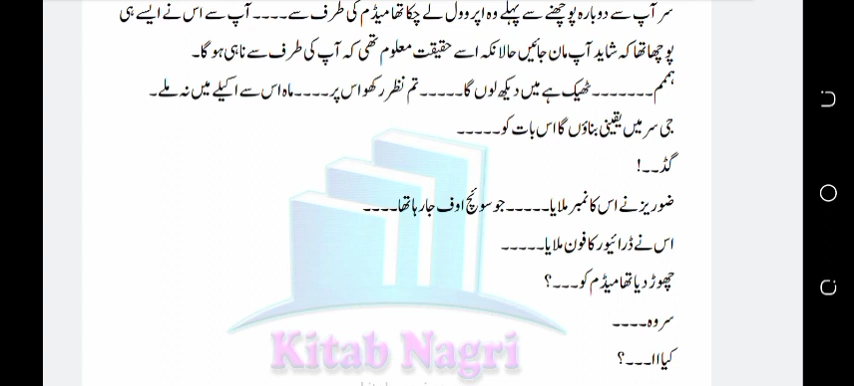 سر آپ سے دوبارہ پوچھنے سے پہلے وہ اپروول لے چکا تھا میڈم کی طرف سے۔۔۔۔ آپ سے اس نے ایسے ہی
پوچھا تھا کہ شاید آپ مان جائیں حالانکہ اسے حقیقت معلوم تھی کہ آپ کی طرف سے ناہی ہو گا۔
ہممم۔۔۔۔۔۔۔ ٹھیک ہے میں دیکھ لوں گا۔۔۔۔۔ تم نظر رکھو اس پر۔۔۔۔ ماہ اس سے اکیلے میں نہ ملے۔
جی سر میں یقینی بناؤں گا اس بات کو۔۔۔۔۔
گڈ۔۔!
ضوریز نے اس کا نمبر ملایا۔۔۔۔۔ جو سوئچ اوف جا رہا تھا۔۔۔۔
اس نے ڈرائیور کا فون ملایا۔۔۔۔۔
چھوڑ دیا تھا میڈم کو۔۔۔؟
سر وہ۔۔۔۔
کیااا۔۔۔؟
Kitab Nagri